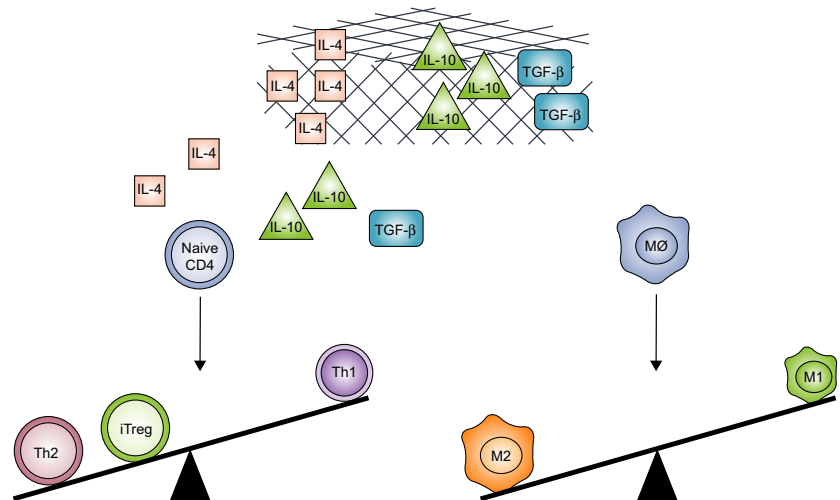 IL-4
IL-10
IL-4
IL-4
IL-10
TGF-β
IL-10
TGF-β
IL-4
IL-4
IL-4
IL-10
IL-10
TGF-β
Naive
CD4
MØ
Th1
M1
iTreg
Th2
M2